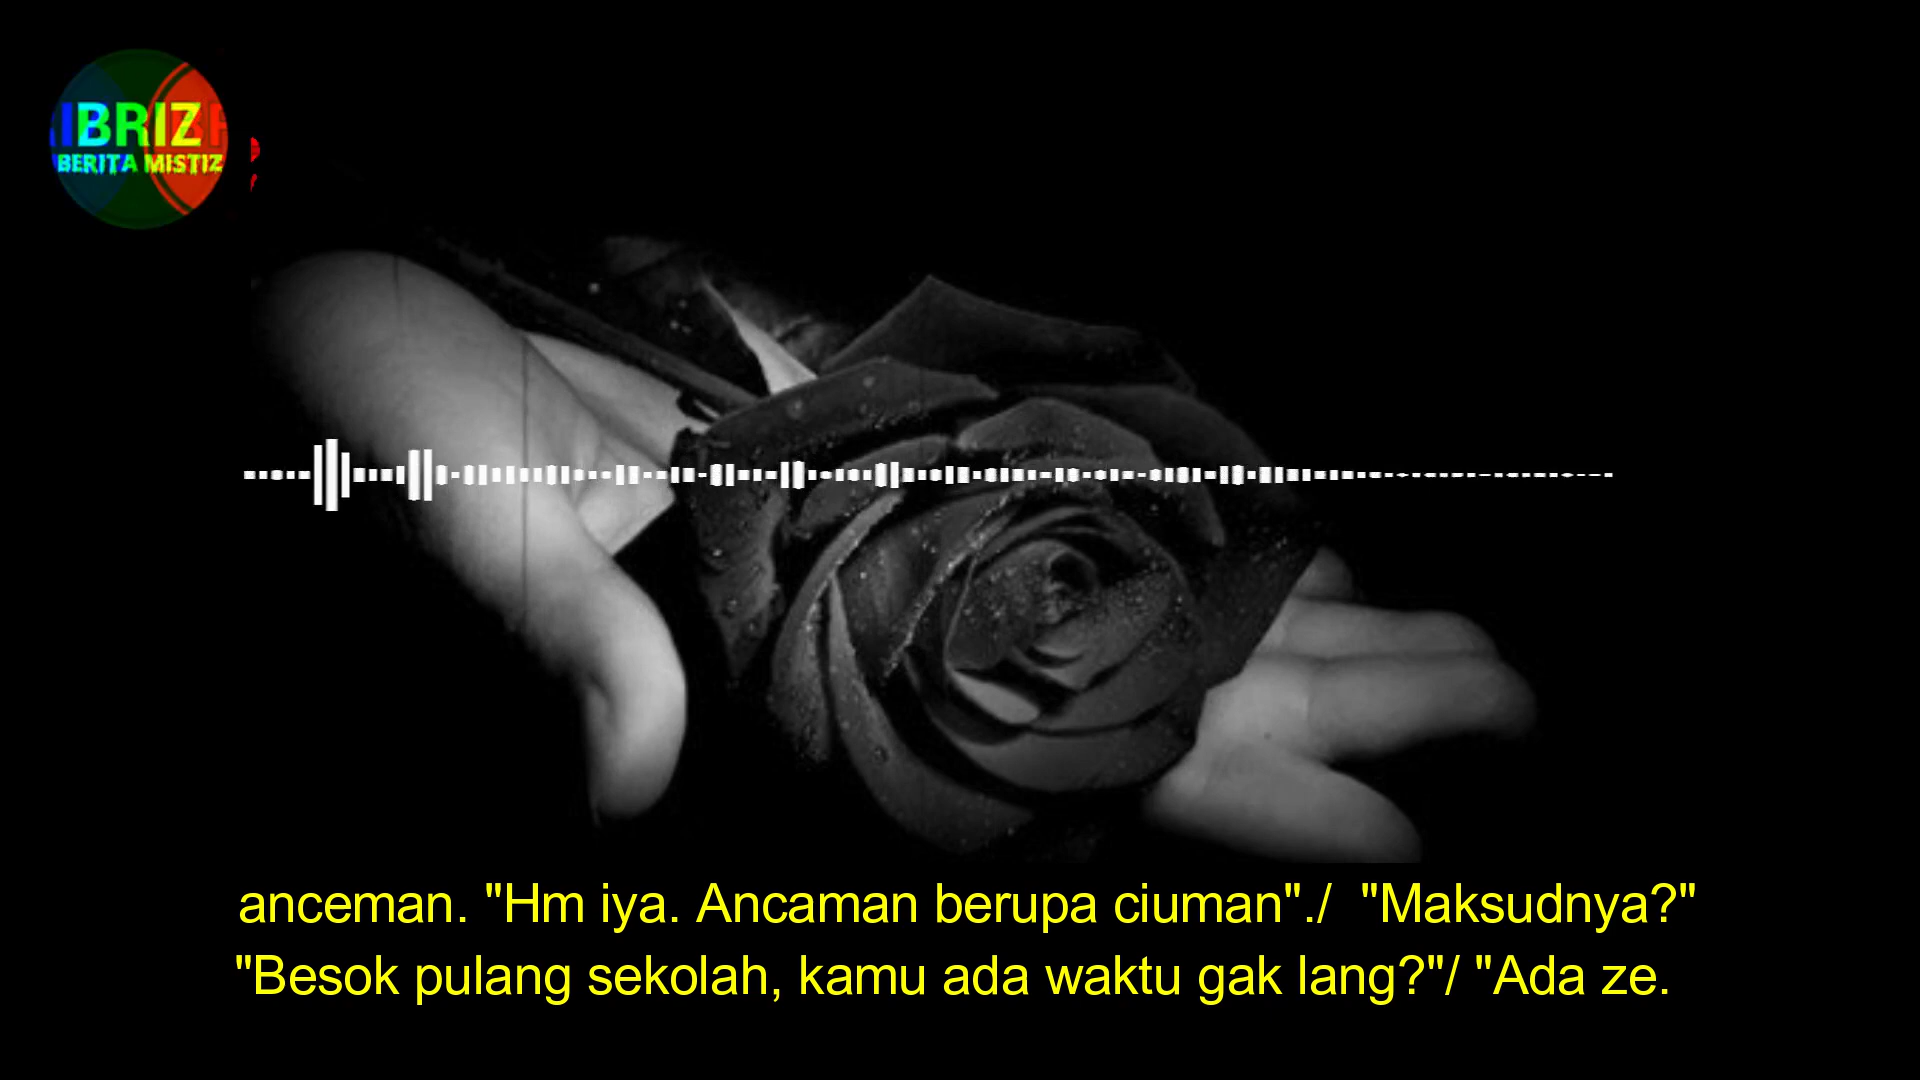 IBRIZ
BERITA MISTIZ
anceman. "Hm iya. Ancaman berupa ciuman"./  "Maksudnya?"
"Besok pulang sekolah, kamu ada waktu gak lang?"/ "Ada ze.